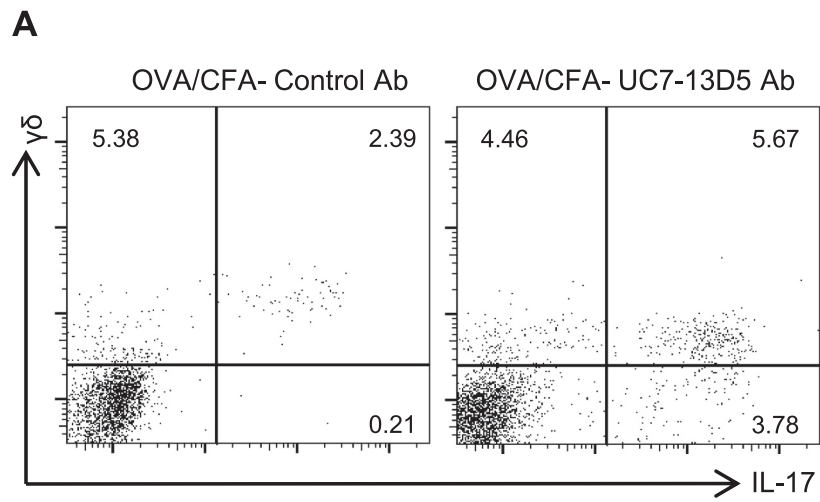 A
OVA/CFA- Control Ab
OVA/CFA- UC7-13D5 Ab
γδ
5.38
2.39
4.46
5.67
0.21
3.78
IL-17